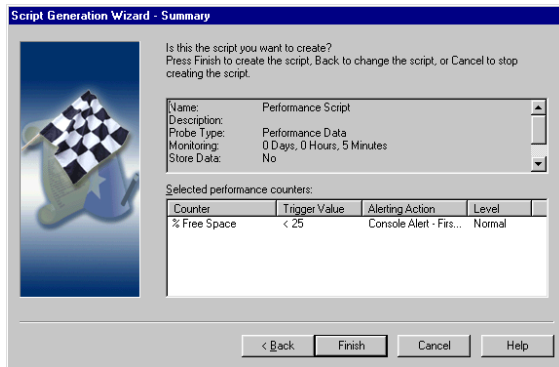 Script Generation Wizard - Summary
Is this the script you want to create?
Press Finish to create the script, Back to change the script, or Cancel to stop
creating the script.
Name: Performance Script
Description:
Probe Type: Performance Data
Monitoring: 0 Days, 0 Hours, 5 Minutes
Store Data: No
Selected performance counters:
Counter Trigger Value Alerting Action Level
% Free Space < 25 Console Alert - Firs... Normal
< Back Finish Cancel Help